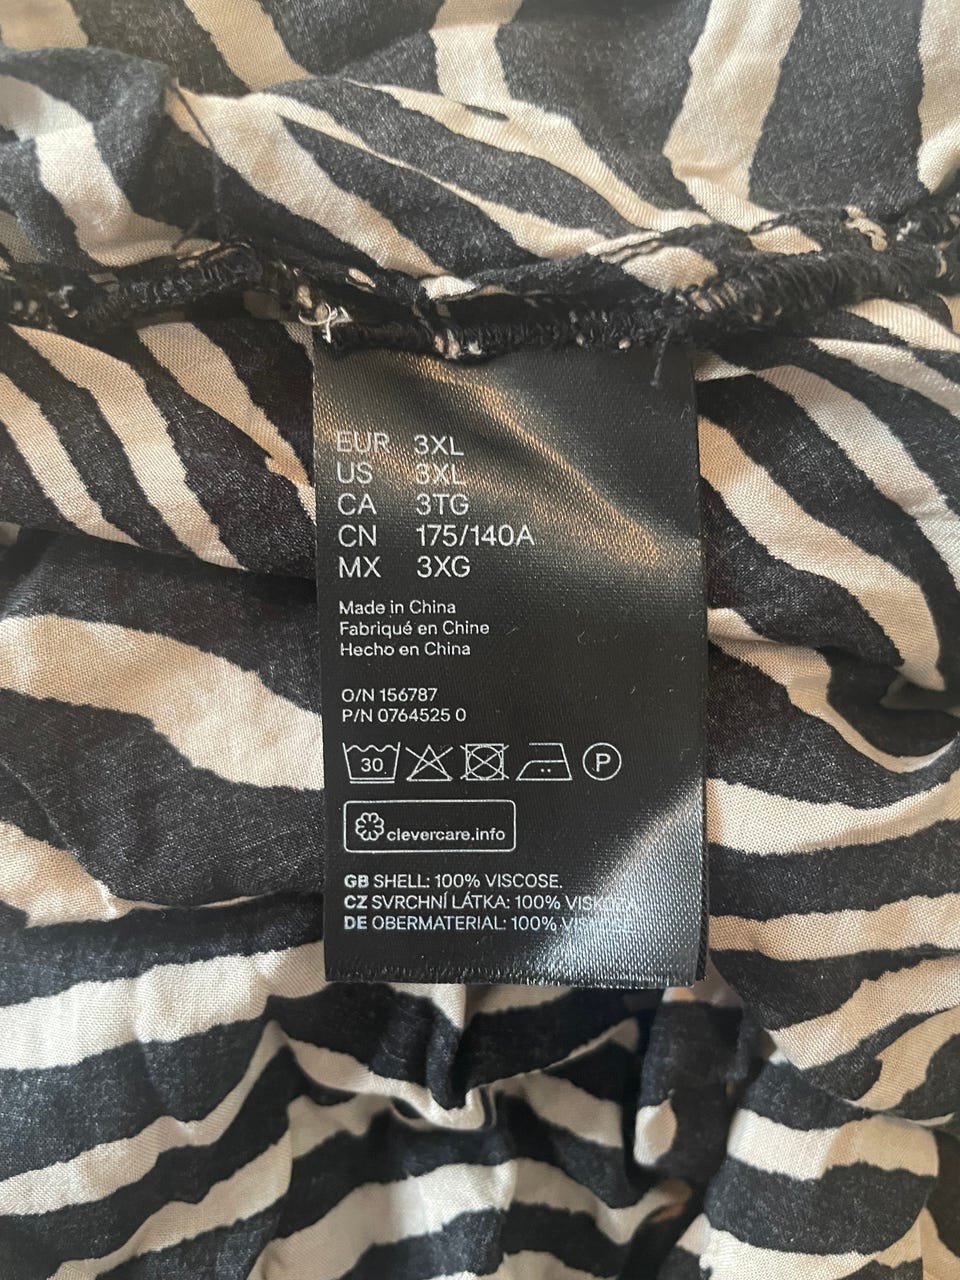 EUR 3XL
US 3XL
CA 3TG
CN 175/140A
MX 3XG
Made in China
Fabriqué en Chine
Hecho en China
O/N 156787
P/N 0764525 0
30
P
clevercare.info
GB SHELL: 100% VISCOSE.
CZ SVRCHNÍ LÁTKA: 100% VISKÓZA
DE OBERMATERIAL: 100%